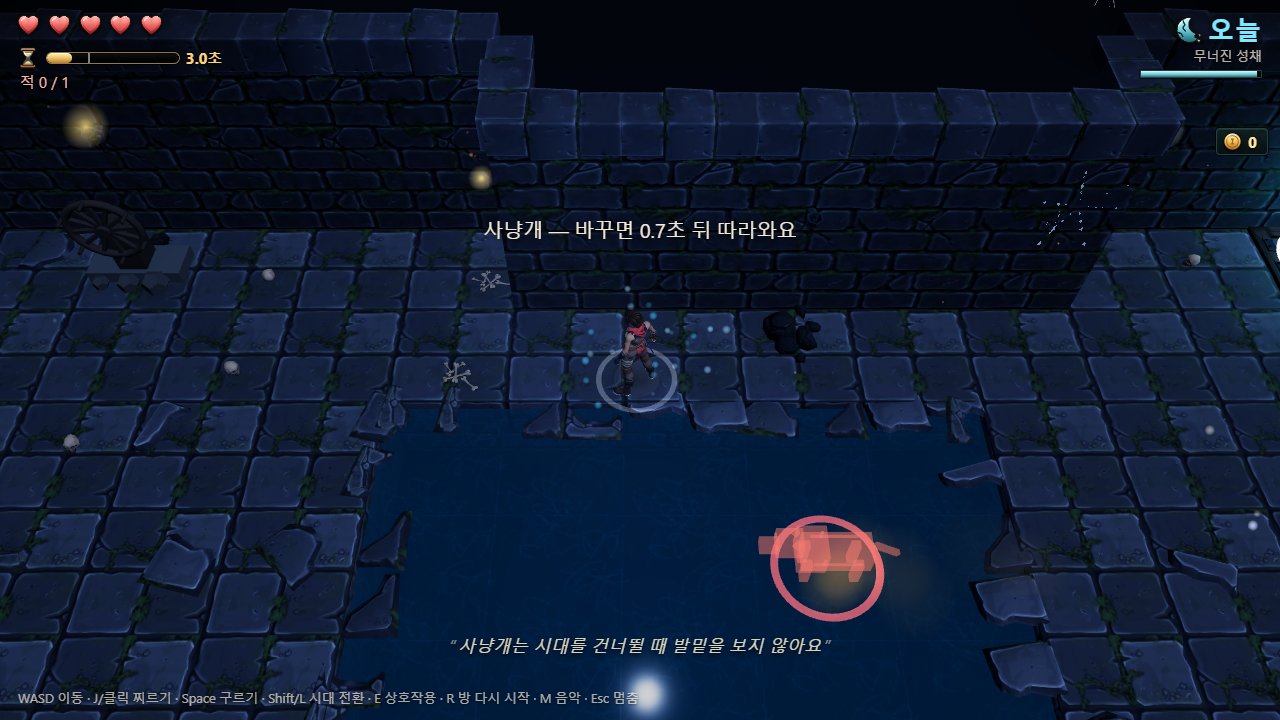 3.0초
적 0 / 1
오늘
무너진 성채
0
사냥개 — 바꾸면 0.7초 뒤 따라와요
“사냥개는 시대를 건너뛸 때 발밑을 보지 않아요”
WASD 이동 · J/클릭 찌르기 · Space 구르기 · Shift/L 시대 전환 · E 상호작용 · R 방 다시 시작 · M 음악 · Esc 멈춤